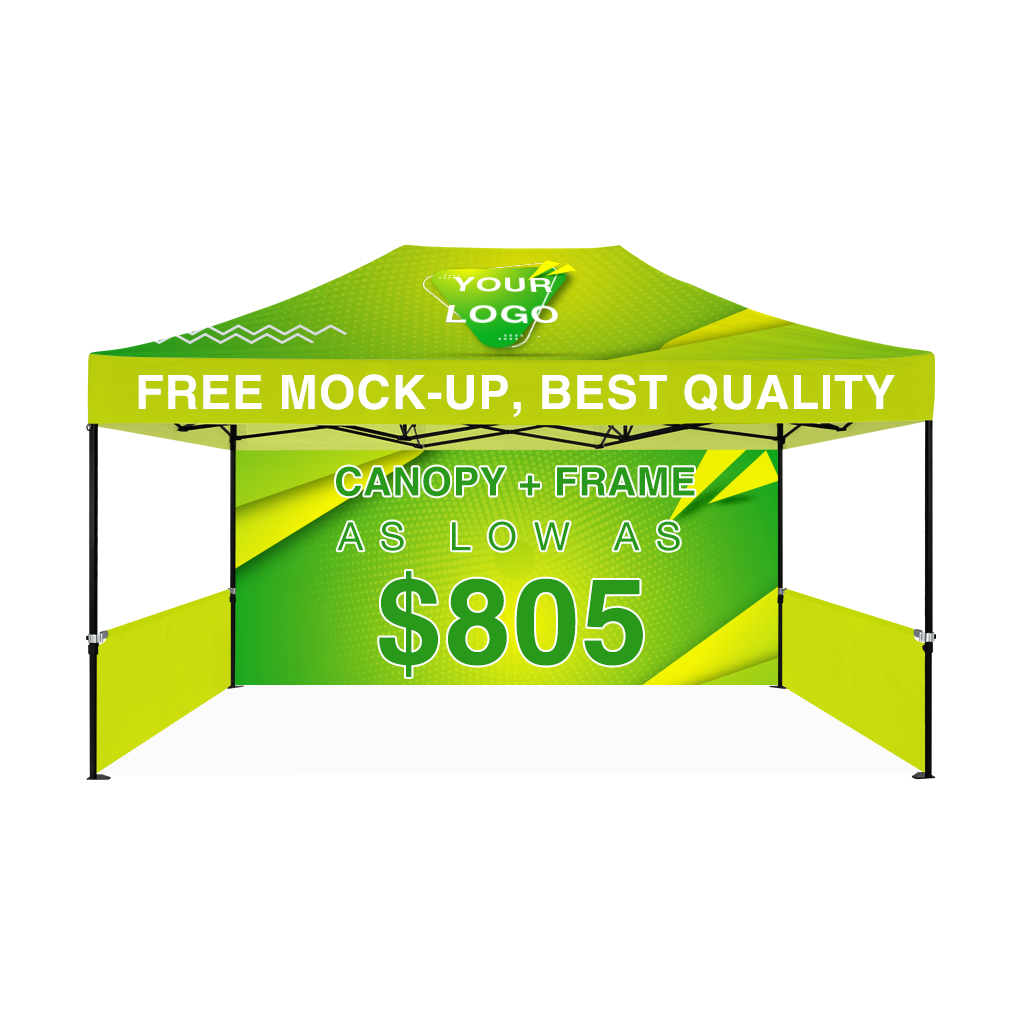 YOUR
LOGO
FREE MOCK-UP, BEST QUALITY
CANOPY + FRAME
AS LOW AS
$805